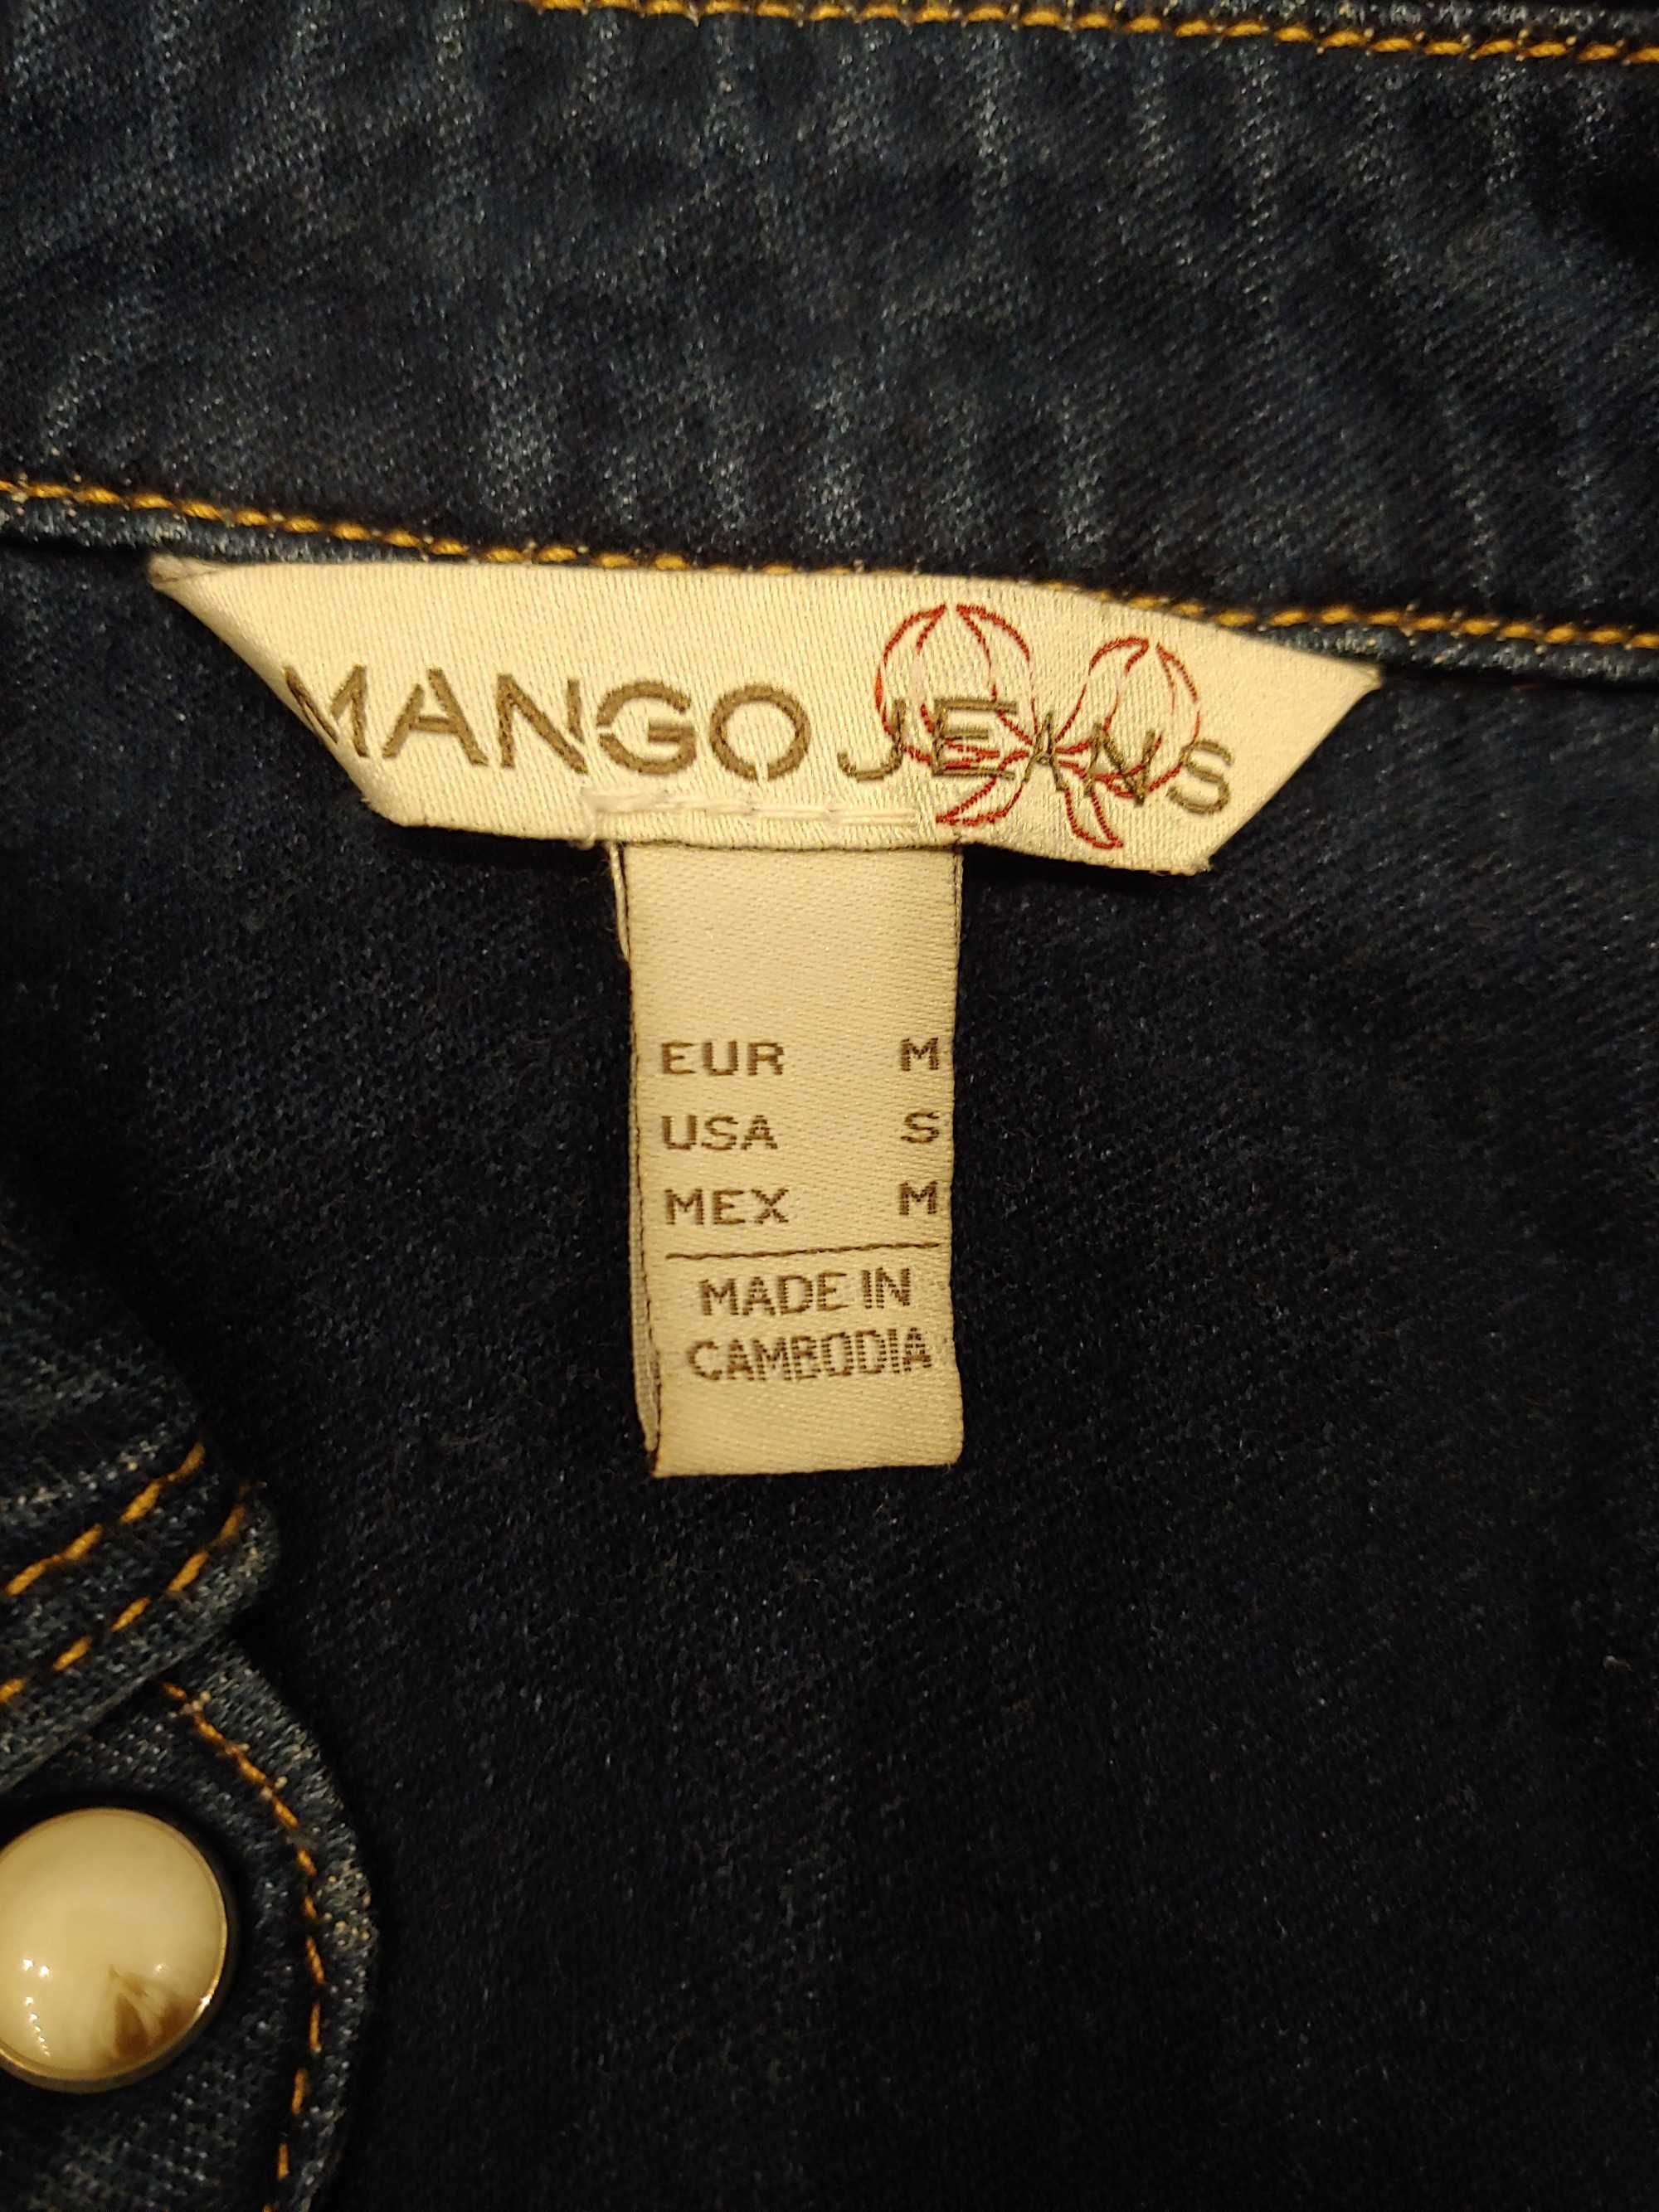 MANGO JEANS
EUR M
USA S
MEX M
MADE IN
CAMBODIA